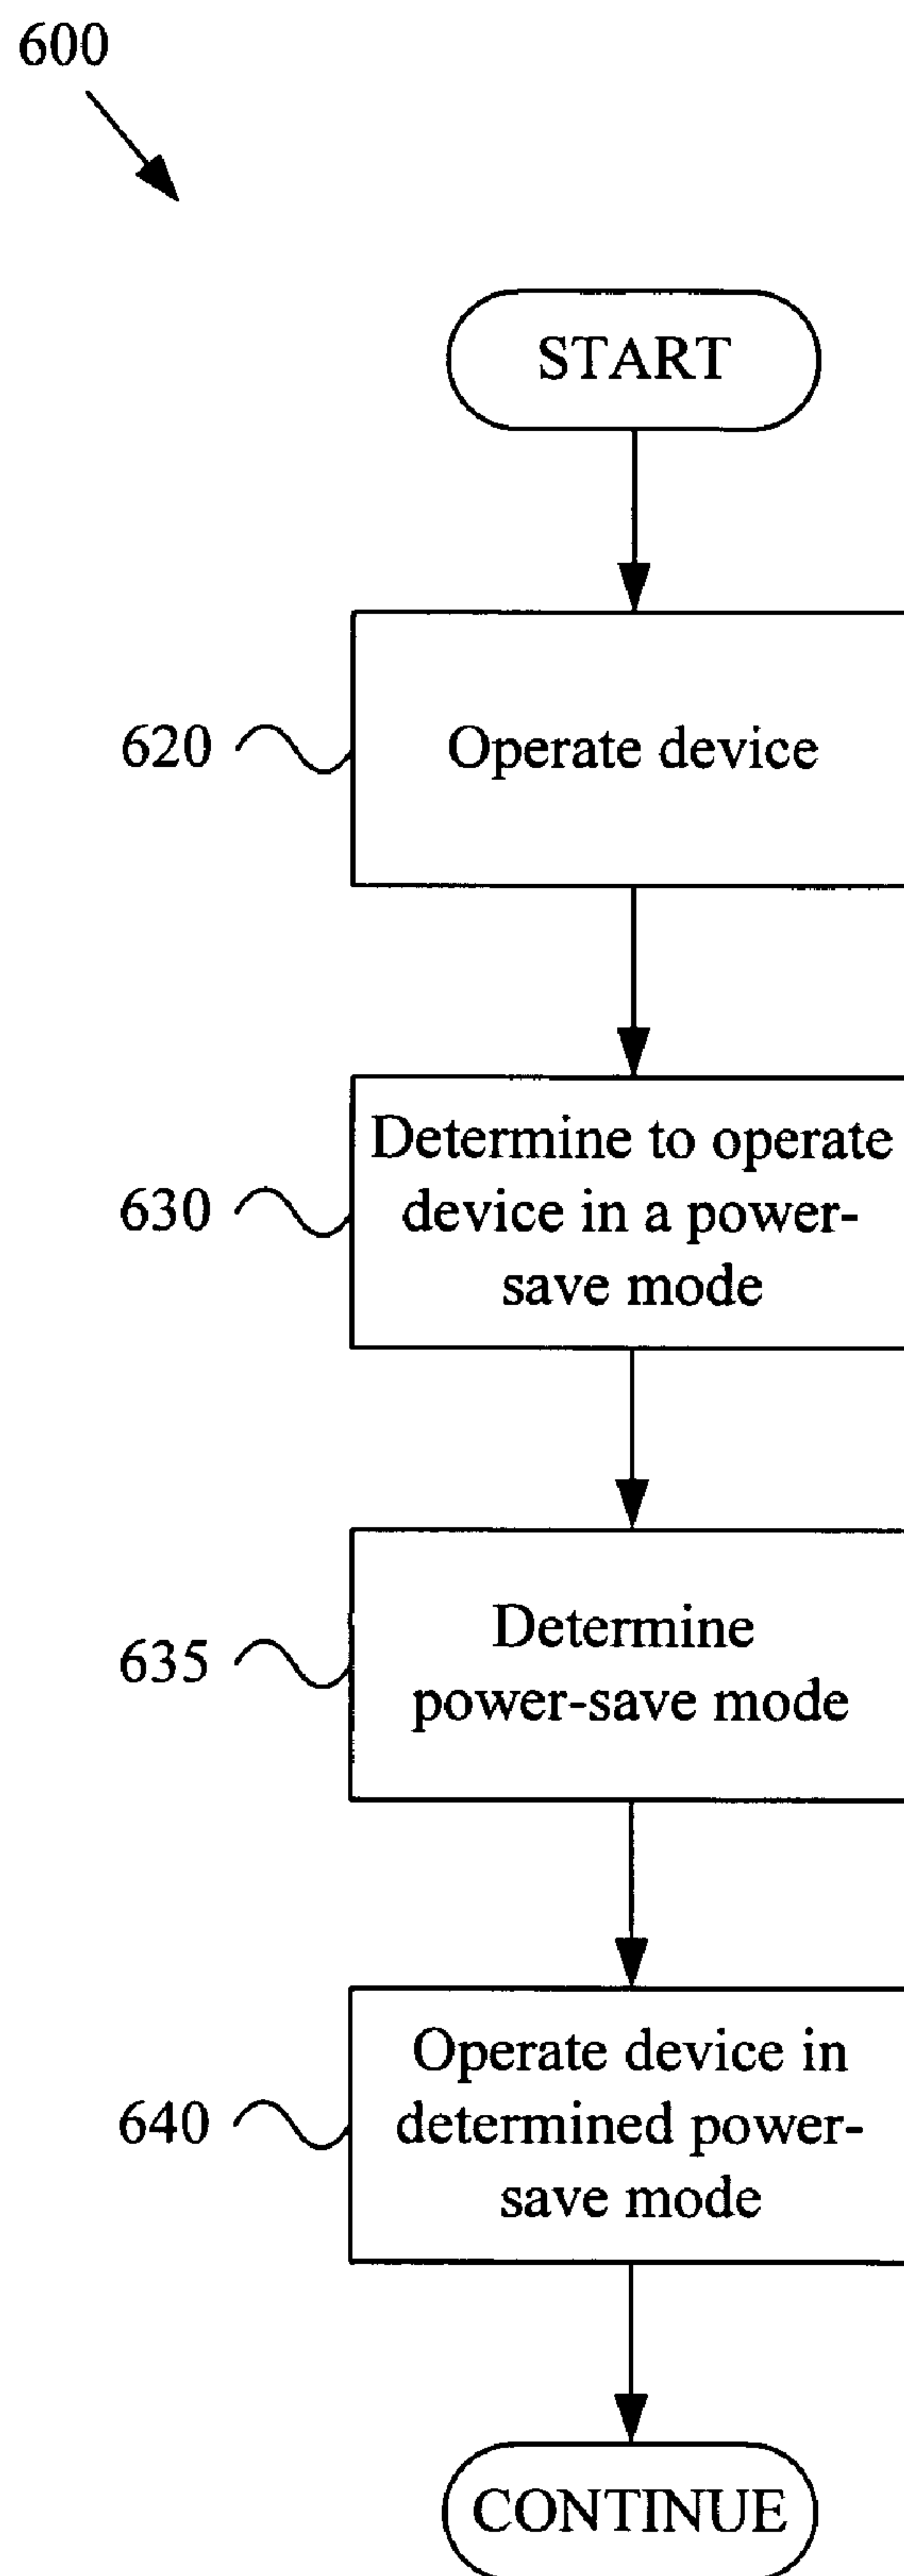 600
START
620
Operate device
630
Determine to operate
device in a power-
save mode
635
Determine
power-save mode
640
Operate device in
determined power-
save mode
CONTINUE